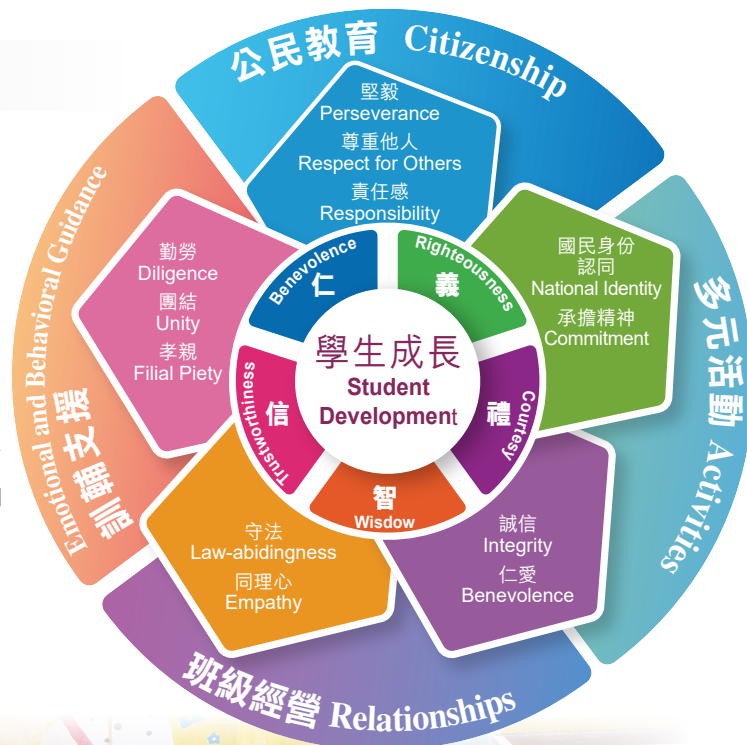 公民教育 Citizenship
堅毅
Perseverance
尊重他人
Respect for Others
責任感
Responsibility
國民身份
認同
National Identity
承擔精神
Commitment
多元活動 Activities
誠信
Integrity
仁愛
Benevolence
班級經營 Relationships
守法
Law-abidingness
同理心
Empathy
訓輔支援
Emotional and Behavioral Guidance
勤勞
Diligence
團結
Unity
孝親
Filial Piety
Benevolence
仁
Righteousness
義
Courtesy
禮
智
Wisdow
Trustworthiness
信
學生成長
Student
Development